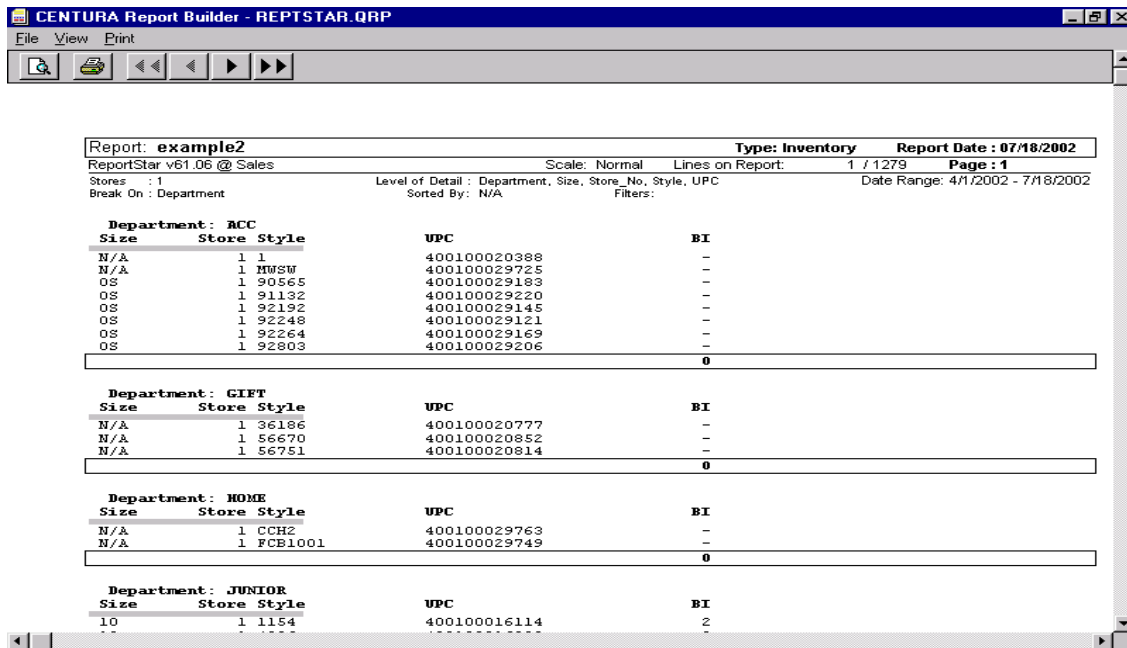 CENTURA Report Builder - REPTSTAR.QRP
File View Print
Report: example2 Type: Inventory Report Date : 07/18/2002
ReportStar v61.06 @ Sales Scale: Normal Lines on Report: 1 / 1279 Page : 1
Stores : 1 Level of Detail : Department, Size, Store_No, Style, UPC Date Range: 4/1/2002 - 7/18/2002
Break On : Department Sorted By: N/A Filters:
Department: ACC
Size Store Style UPC BI
N/A 1 1 400100020388 -
N/A 1 MWSW 400100029725 -
OS 1 90565 400100029183 -
OS 1 91132 400100029220 -
OS 1 92192 400100029145 -
OS 1 92248 400100029121 -
OS 1 92264 400100029169 -
OS 1 92803 400100029206 -
0
Department: GIFT
Size Store Style UPC BI
N/A 1 36186 400100020777 -
N/A 1 56670 400100020852 -
N/A 1 56751 400100020814 -
0
Department: HOME
Size Store Style UPC BI
N/A 1 CCH2 400100029763 -
N/A 1 FCB1001 400100029749 -
0
Department: JUNIOR
Size Store Style UPC BI
10 1 1154 400100016114 2